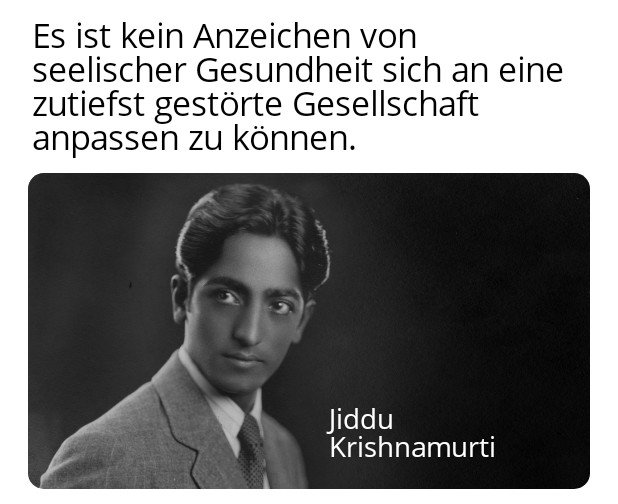 Es ist kein Anzeichen von
seelischer Gesundheit sich an eine
zutiefst gestörte Gesellschaft
anpassen zu können.
Jiddu
Krishnamurti